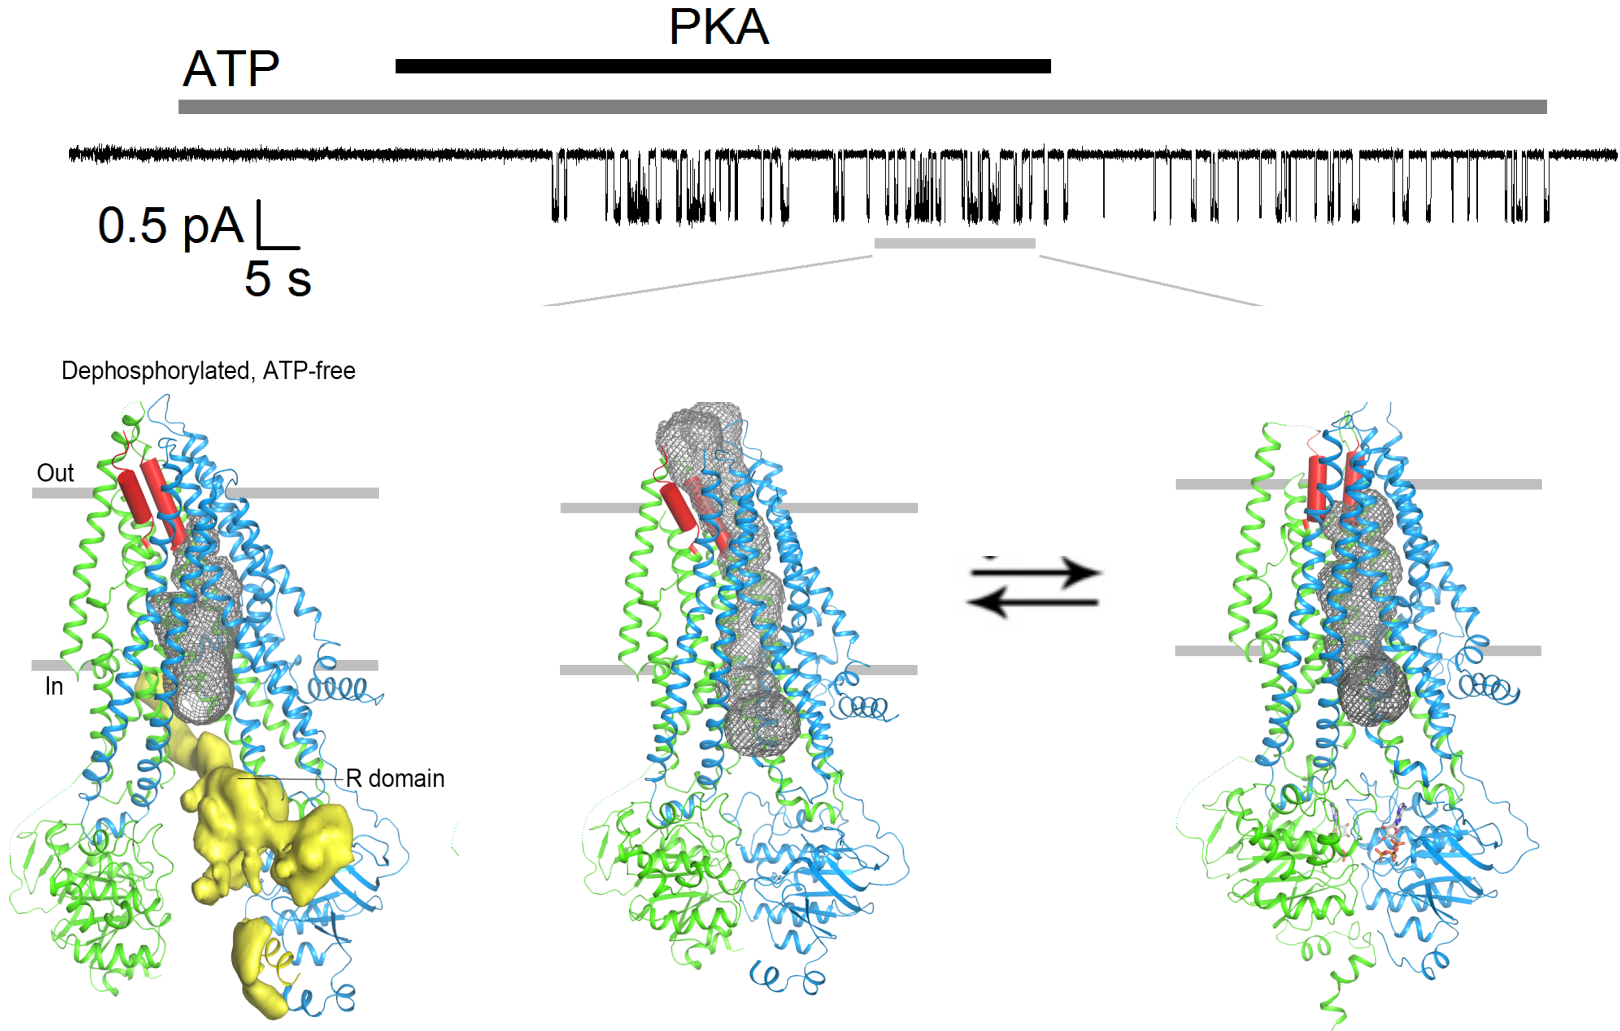 PKA
ATP
0.5 pA
5 s
Dephosphorylated, ATP-free
Out
In
R domain